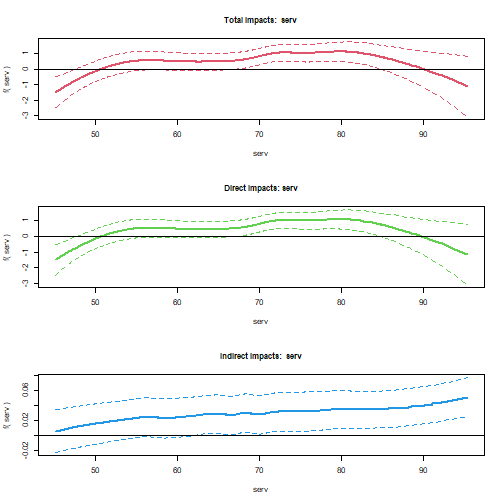 Total Impacts: serv
f( serv )
1
0
-1
-2
-3
50 60 70 80 90
serv
Direct Impacts: serv
f( serv )
1
0
-1
-2
-3
50 60 70 80 90
serv
Indirect Impacts: serv
f( serv )
0.06
0.02
-0.02
50 60 70 80 90
serv